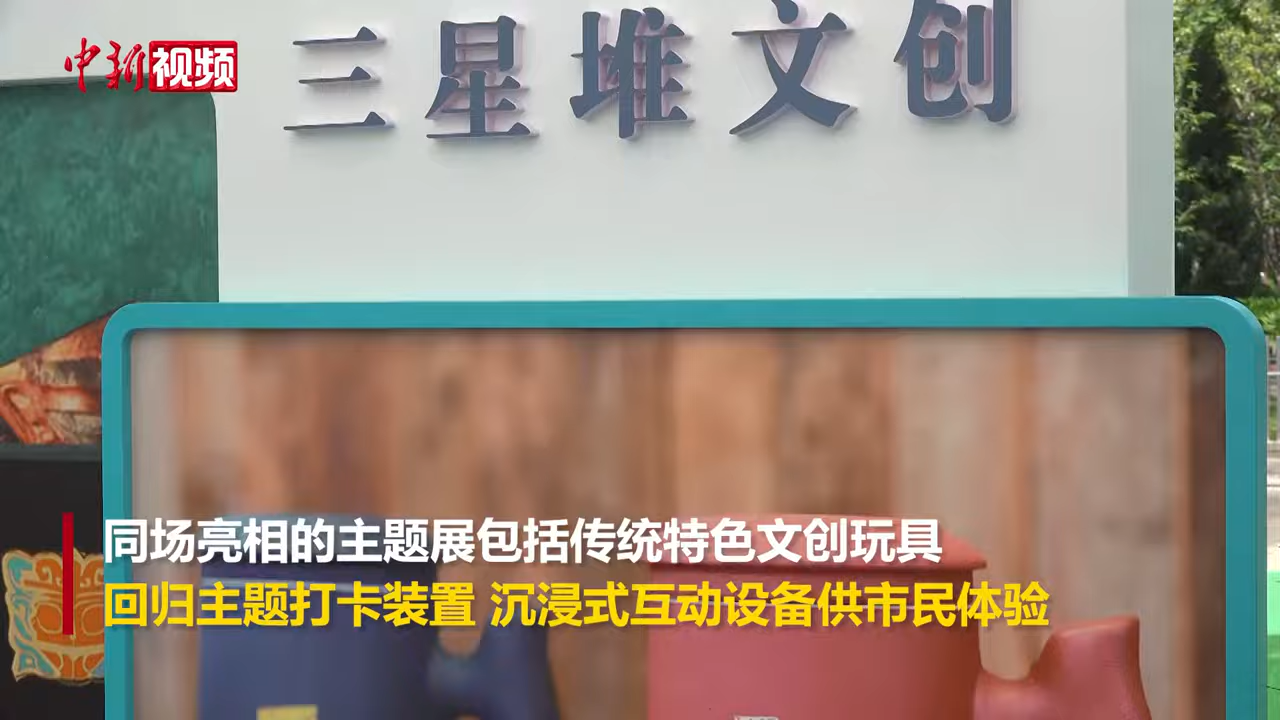 中新视频
三星堆文创
同场亮相的主题展包括传统特色文创玩具
回归主题打卡装置 沉浸式互动设备供市民体验